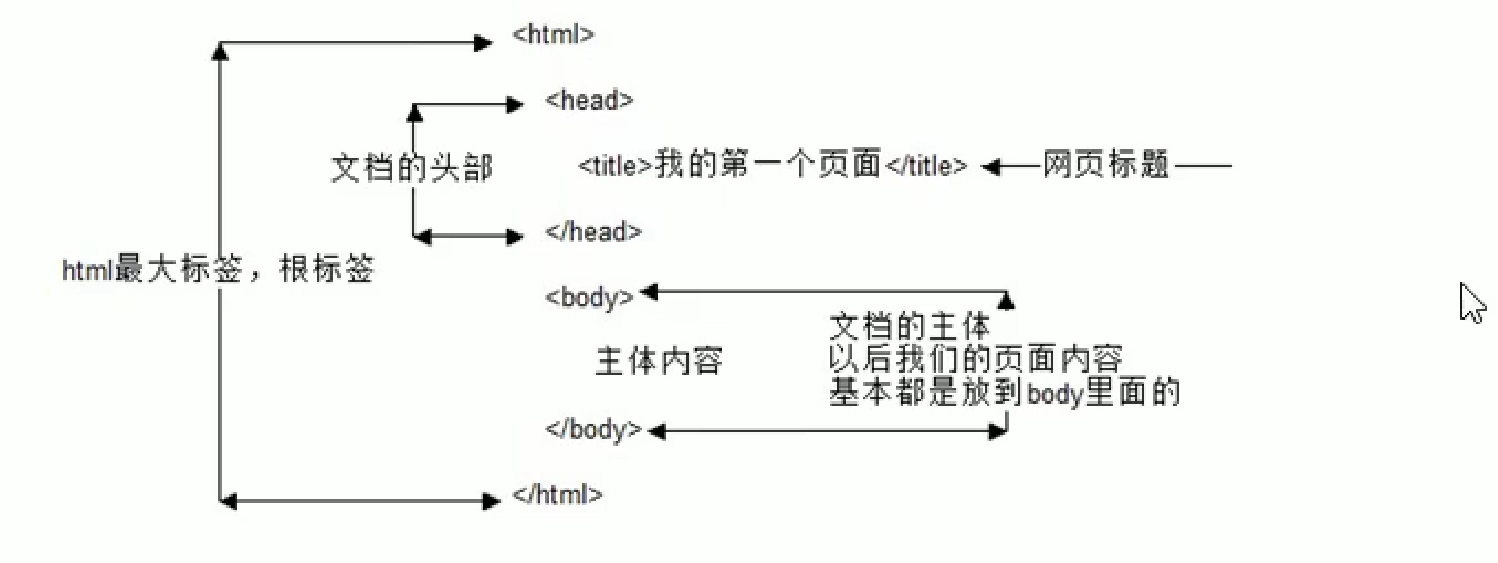 <html>
<head>
文档的头部
<title>我的第一个页面</title>
网页标题
</head>
html最大标签，根标签
<body>
文档的主体
以后我们的页面内容
基本都是放到body里面的
主体内容
</body>
</html>